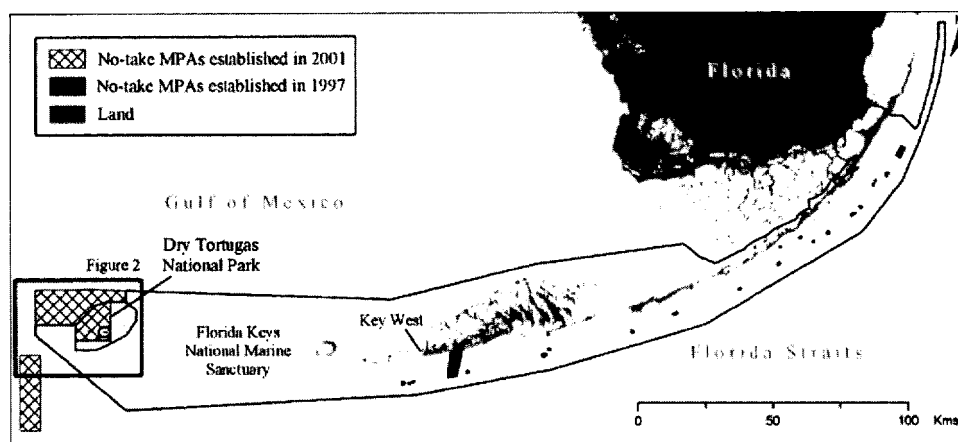 No-take MPAs established in 2001
No-take MPAs established in 1997
Land
Florida
Gulf of Mexico
Figure 2
Dry Tortugas
National Park
Florida Keys
National Marine
Sanctuary
Key West
Florida Straits
0 50 100 Kms